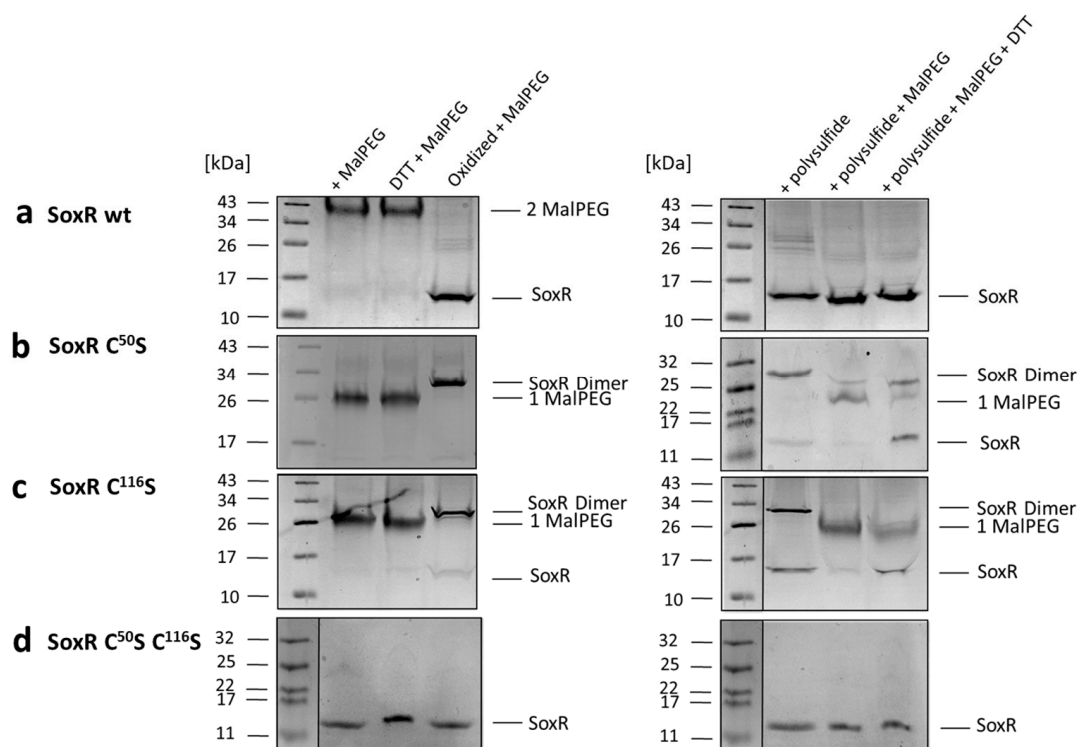 + MalPEG
DTT + MalPEG
Oxidized + MalPEG
+ polysulfide
+ polysulfide + MalPEG
+ polysulfide + MalPEG + DTT
[kDa]
[kDa]
a SoxR wt
43
34
26
17
10
2 MalPEG
SoxR
43
34
26
17
10
SoxR
b SoxR C⁵⁰S
43
34
26
17
SoxR Dimer
1 MalPEG
32
25
22
17
11
SoxR Dimer
1 MalPEG
SoxR
c SoxR C¹¹⁶S
43
34
26
17
10
SoxR Dimer
1 MalPEG
SoxR
43
34
26
17
10
SoxR Dimer
1 MalPEG
SoxR
d SoxR C⁵⁰S C¹¹⁶S
32
25
22
17
11
SoxR
32
25
22
17
11
SoxR